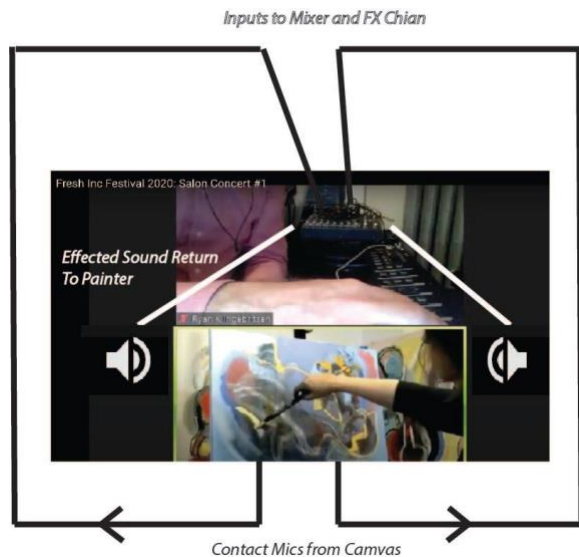 Inputs to Mixer and FX Chian
Fresh Inc Festival 2020: Salon Concert #1
Effected Sound Return
To Painter
Ryan
Contact Mics from Camvas